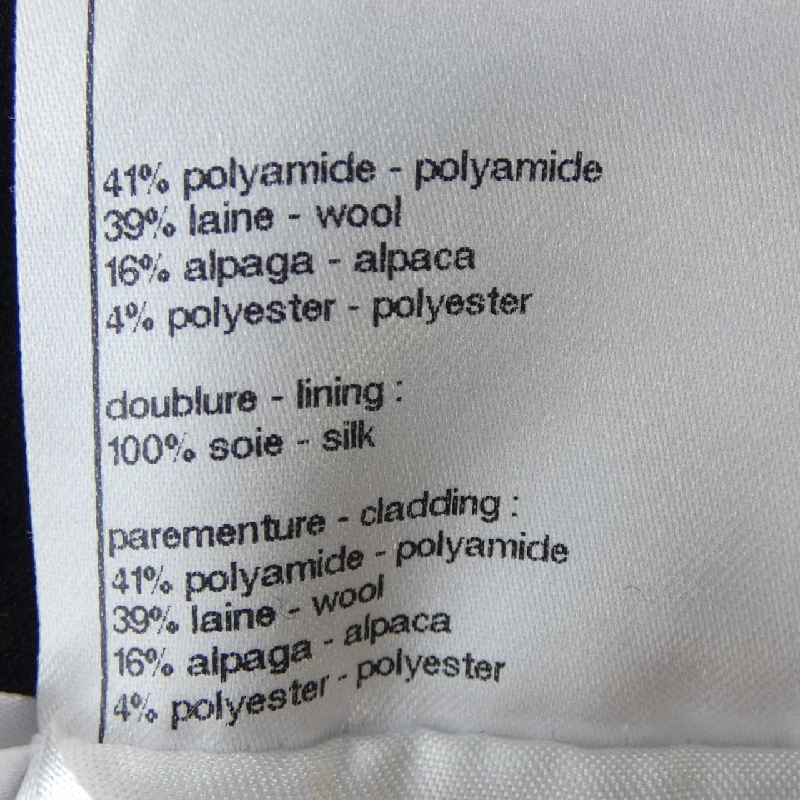 41% polyamide - polyamide
39% laine - wool
16% alpaga - alpaca
4% polyester - polyester
doublure - lining :
100% soie - silk
parementure - cladding :
41% polyamide - polyamide
39% laine - wool
16% alpaga - alpaca
4% polyester - polyester